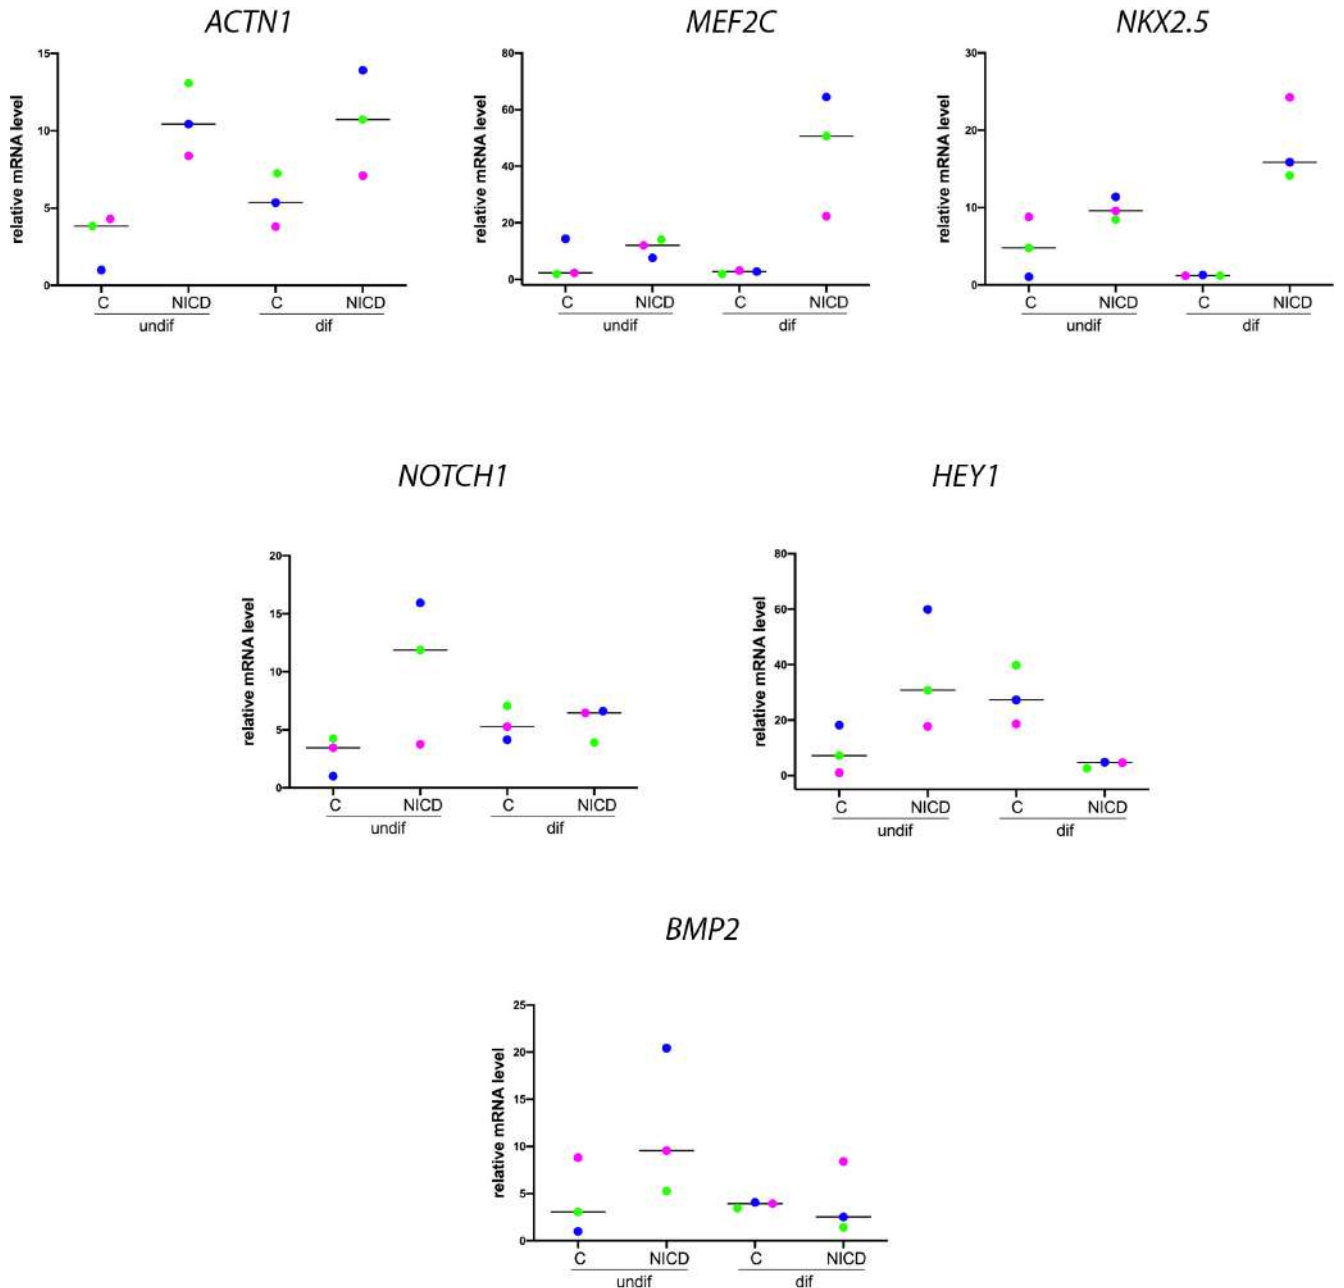 ACTN1
15
10
5
0
relative mRNA level
C NICD C NICD
undif dif
MEF2C
80
60
40
20
0
relative mRNA level
C NICD C NICD
undif dif
NKX2.5
30
20
10
0
relative mRNA level
C NICD C NICD
undif dif
NOTCH1
20
15
10
5
0
relative mRNA level
C NICD C NICD
undif dif
HEY1
80
60
40
20
0
relative mRNA level
C NICD C NICD
undif dif
BMP2
25
20
15
10
5
0
relative mRNA level
C NICD C NICD
undif dif